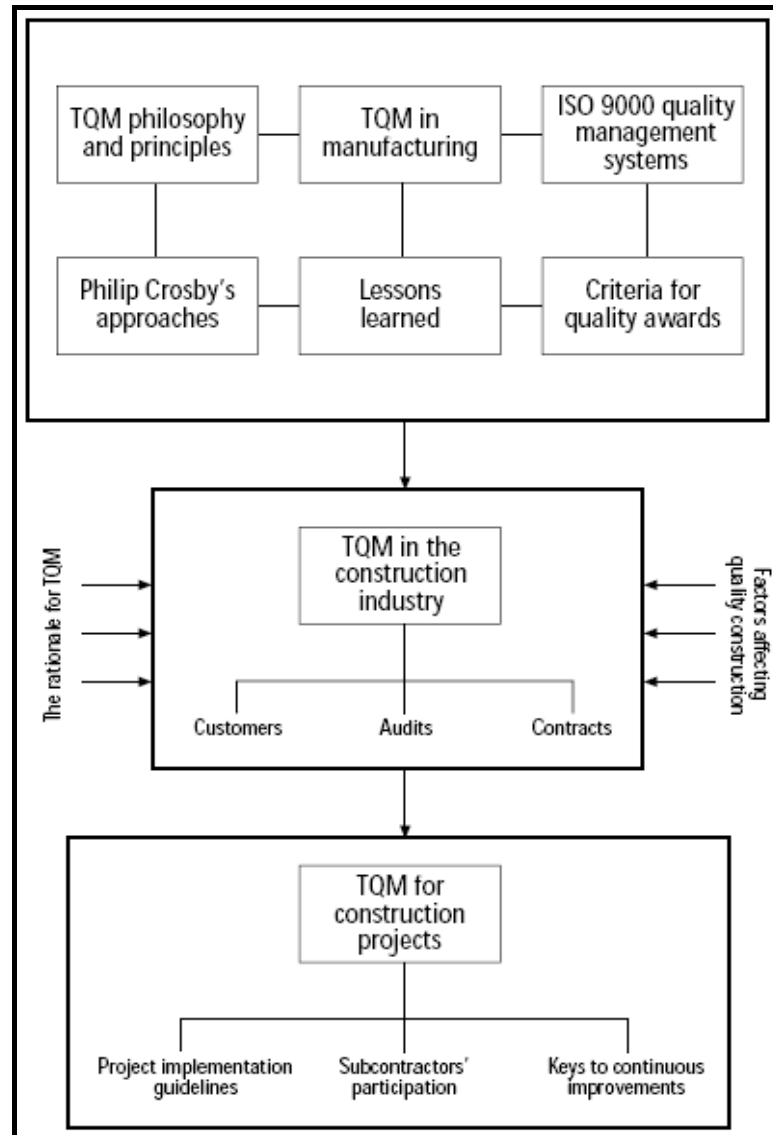 TQM philosophy
and principles
TQM in
manufacturing
ISO 9000 quality
management
systems
Philip Crosby's
approaches
Lessons
learned
Criteria for
quality awards
The rationale for TQM
TQM in the
construction
industry
Customers
Audits
Contracts
Factors affecting
quality construction
TQM for
construction
projects
Project implementation
guidelines
Subcontractors'
participation
Keys to continuous
improvements